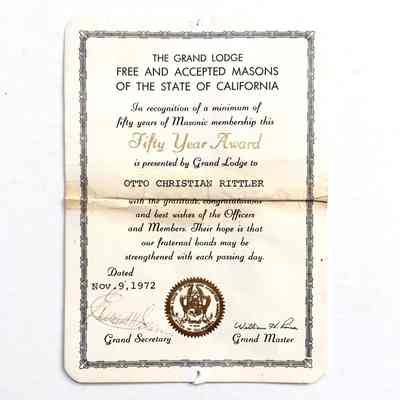 THE GRAND LODGE
FREE AND ACCEPTED MASONS
OF THE STATE OF CALIFORNIA
In recognition of a minimum of
fifty years of Masonic membership this
Fifty Year Award
is presented by Grand Lodge to
OTTO CHRISTIAN RITTLER
with the gratitude, congratulations
and best wishes of the Officers
and Members. Their hope is that
our fraternal bonds may be
strengthened with each passing day.
Dated
Nov.9,1972
William H.
Grand Secretary
Grand Master